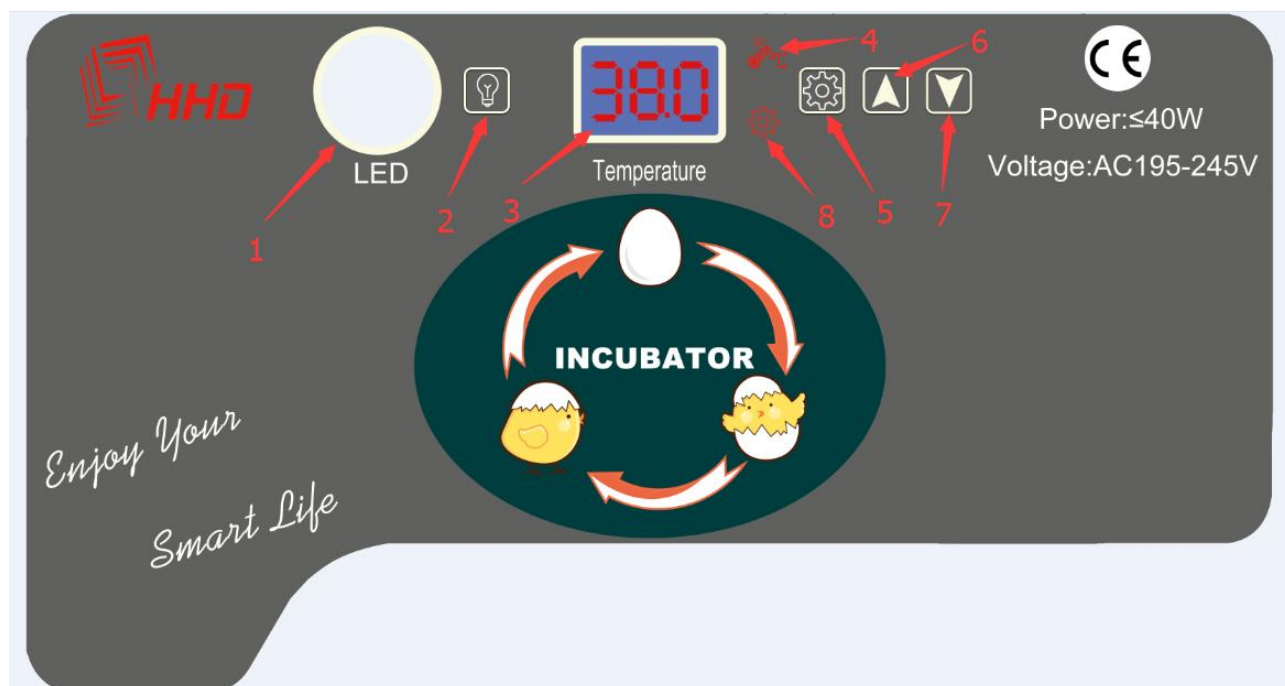 HHD
LED
38.0
Temperature
CE
Power:≤40W
Voltage:AC195-245V
1
2
3
4
5
6
7
8
INCUBATOR
Enjoy Your
Smart Life